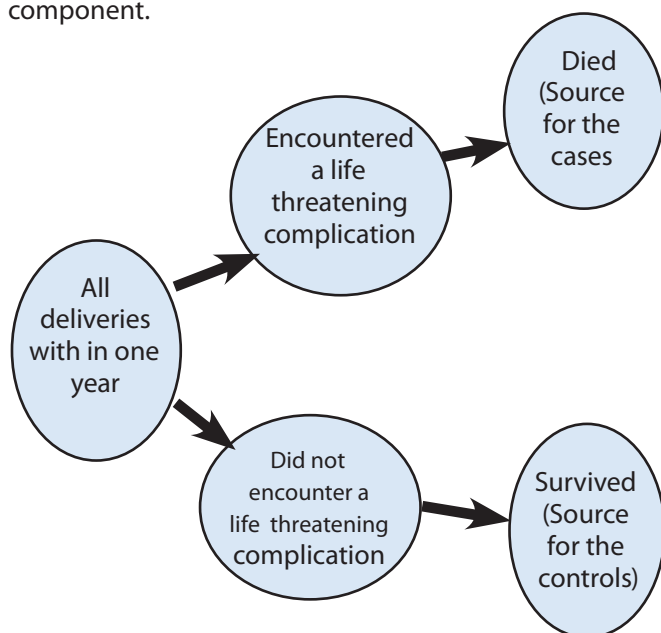 component.
Died
(Source
for the
cases
Encountered
a life
threatening
complication
All
deliveries
with in one
year
Did not
encounter a
life threatening
complication
Survived
(Source
for the
controls)